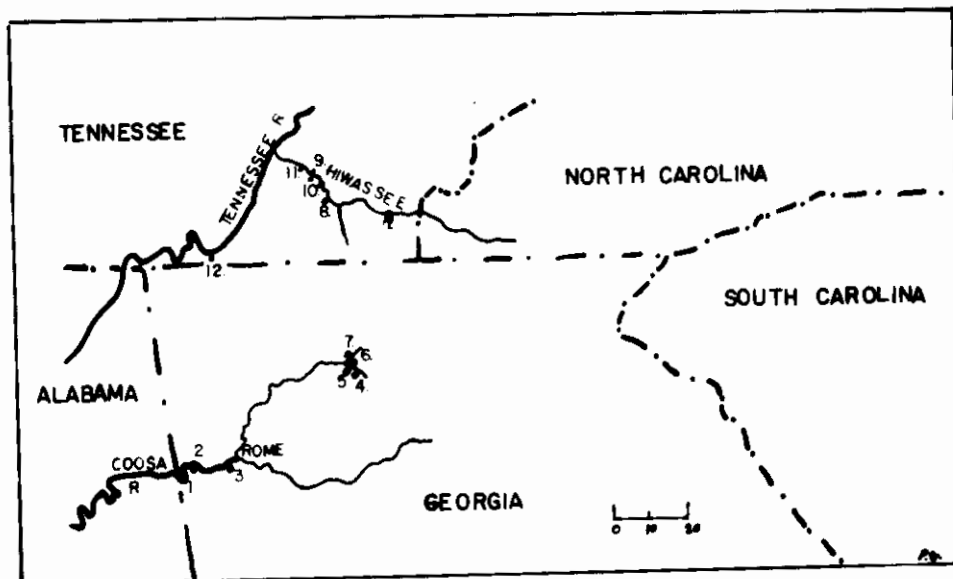 TENNESSEE
TENNESSEE R.
9.
HIWASSEE
11.
10.
8.
NORTH CAROLINA
12.
SOUTH CAROLINA
7.
6.
5
4.
ALABAMA
COOSA
R
2
ROME
1
3
GEORGIA
0 10 20